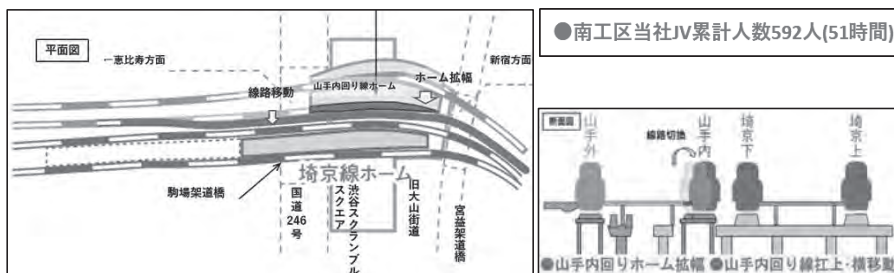 平面図
←恵比寿方面
新宿方面
線路移動
山手内回り線ホーム
ホーム拡幅
埼京線ホーム
駒場架道橋
国道246号
渋谷スクランブル
スクエア
旧大山街道
宮益架道橋
●南工区当社JV累計人数592人(51時間)
断面図
山手外
線路切換
山手内
埼京下
埼京上
●山手内回りホーム拡幅 ●山手内回り線扛上・横移動